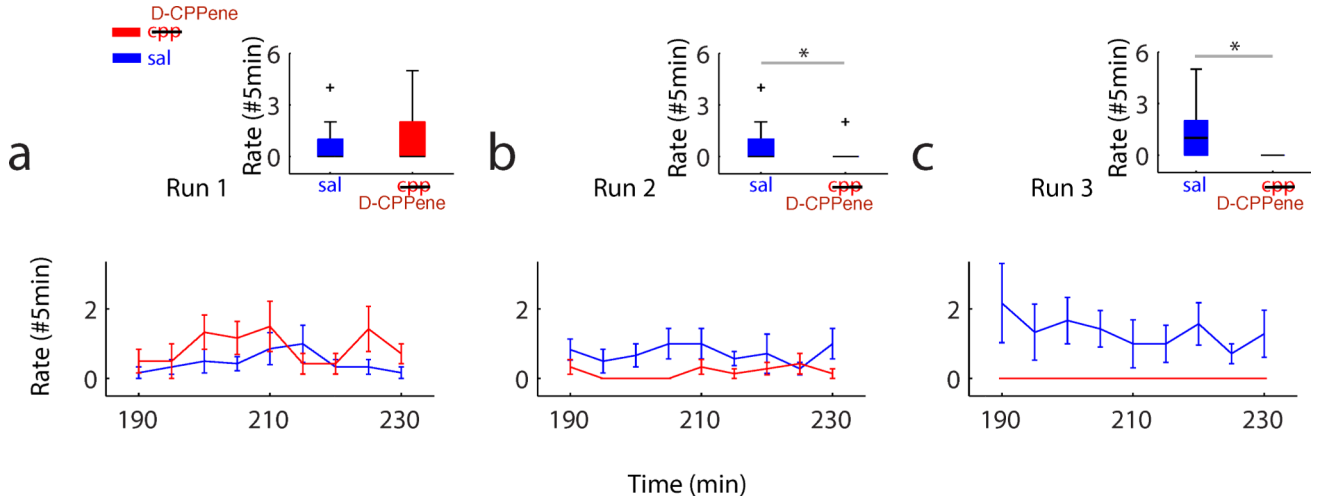 D-CPPene
cpp
sal
a
Rate (#5min)
6
3
0
sal
cpp
D-CPPene
Run 1
b
Rate (#5min)
6
3
0
*
sal
cpp
D-CPPene
Run 2
c
Rate (#5min)
6
3
0
*
sal
cpp
D-CPPene
Run 3
Rate (#5min)
2
0
190 210 230
2
0
190 210 230
2
0
190 210 230
Time (min)